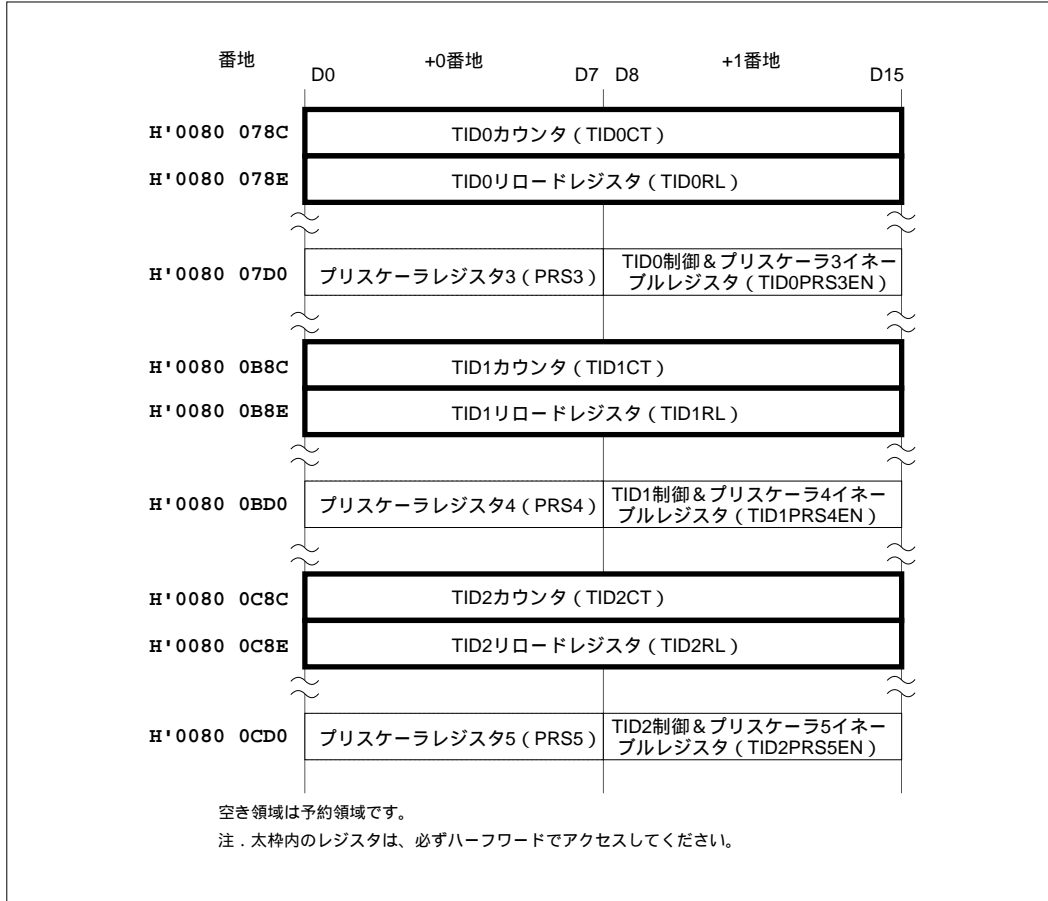 番地 +0番地 +1番地
D0 D7 D8 D15
H'0080 078C TID0カウンタ(TID0CT)
H'0080 078E TID0リロードレジスタ(TID0RL)
H'0080 07D0 プリスケーラレジスタ3(PRS3) TID0制御&プリスケーラ3イネー
ブルレジスタ(TID0PRS3EN)
H'0080 0B8C TID1カウンタ(TID1CT)
H'0080 0B8E TID1リロードレジスタ(TID1RL)
H'0080 0BD0 プリスケーラレジスタ4(PRS4) TID1制御&プリスケーラ4イネー
ブルレジスタ(TID1PRS4EN)
H'0080 0C8C TID2カウンタ(TID2CT)
H'0080 0C8E TID2リロードレジスタ(TID2RL)
H'0080 0CD0 プリスケーラレジスタ5(PRS5) TID2制御&プリスケーラ5イネー
ブルレジスタ(TID2PRS5EN)
空き領域は予約領域です。
注.太枠内のレジスタは、必ずハーフワードでアクセスしてください。